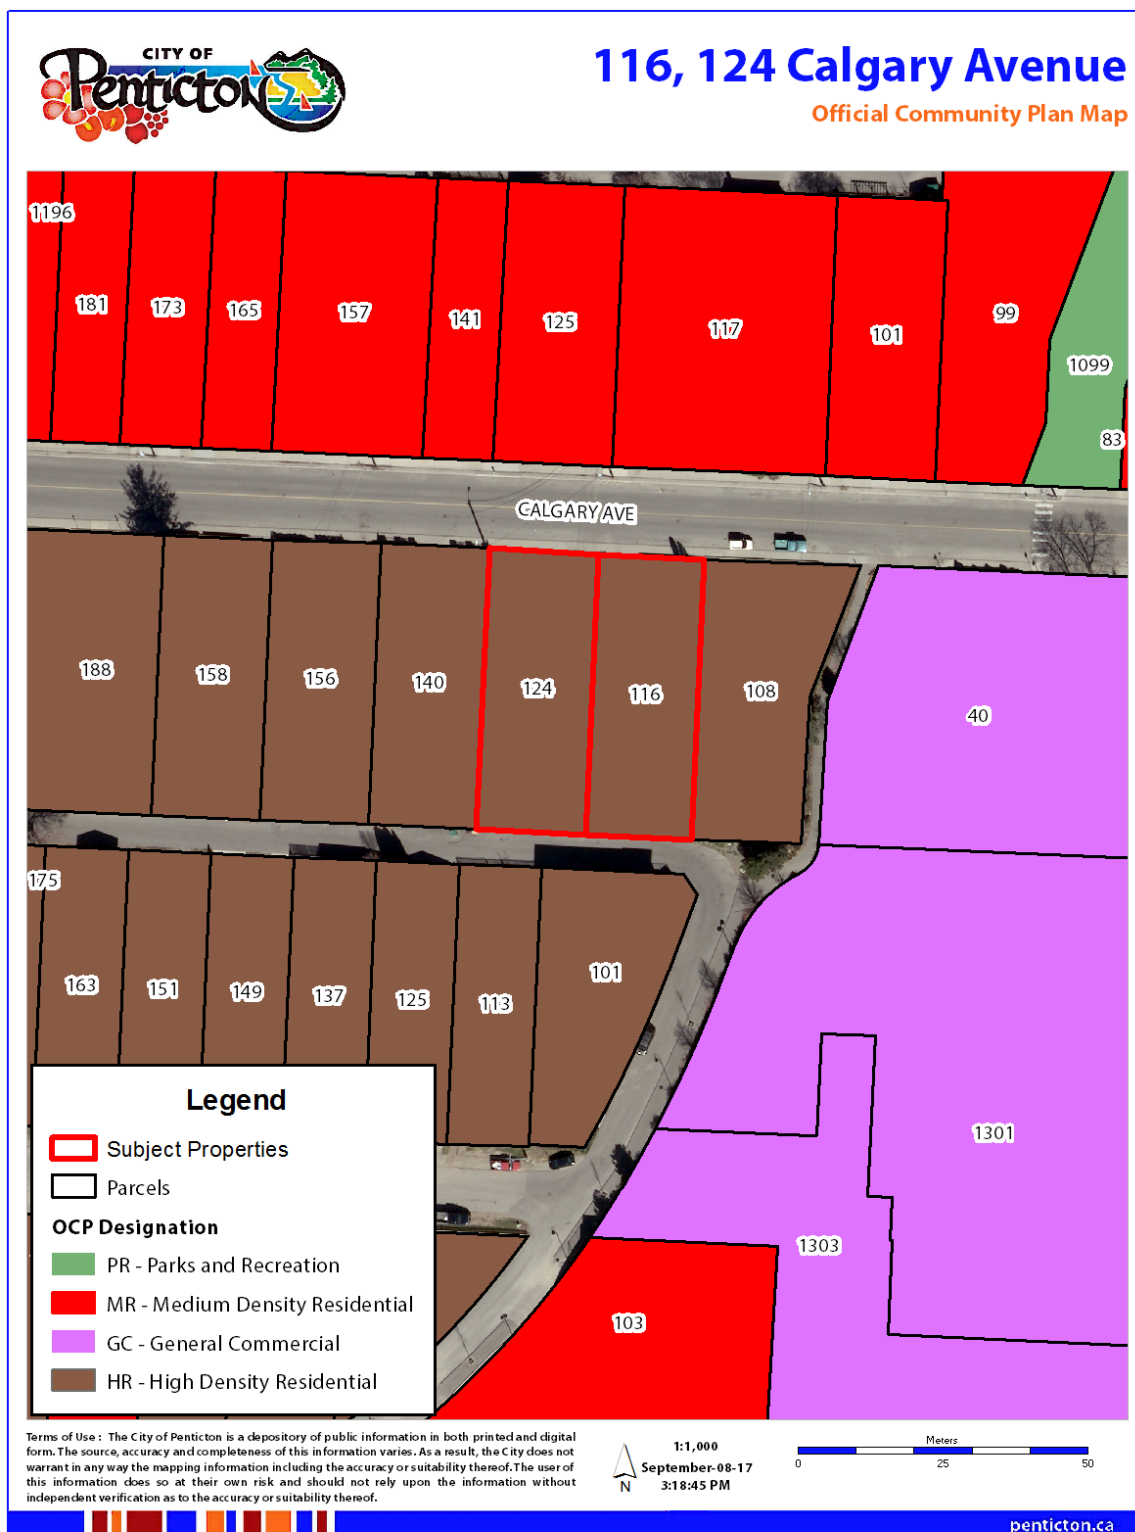 CITY OF
Penticton
116, 124 Calgary Avenue
Official Community Plan Map
1196
181
173
165
157
141
125
117
101
99
1099
83
CALGARY AVE
188
158
156
140
124
116
108
40
175
163
151
149
137
125
113
101
1301
1303
103
Legend
Subject Properties
Parcels
OCP Designation
PR - Parks and Recreation
MR - Medium Density Residential
GC - General Commercial
HR - High Density Residential
Terms of Use : The City of Penticton is a depository of public information in both printed and digital
form. The source, accuracy and completeness of this information varies. As a result, the City does not
warrant in any way the mapping information including the accuracy or suitability thereof. The user of
this information does so at their own risk and should not rely upon the information without
independent verification as to the accuracy or suitability thereof.
N
1:1,000
September-08-17
3:18:45 PM
Meters
0 25 50
penticton.ca